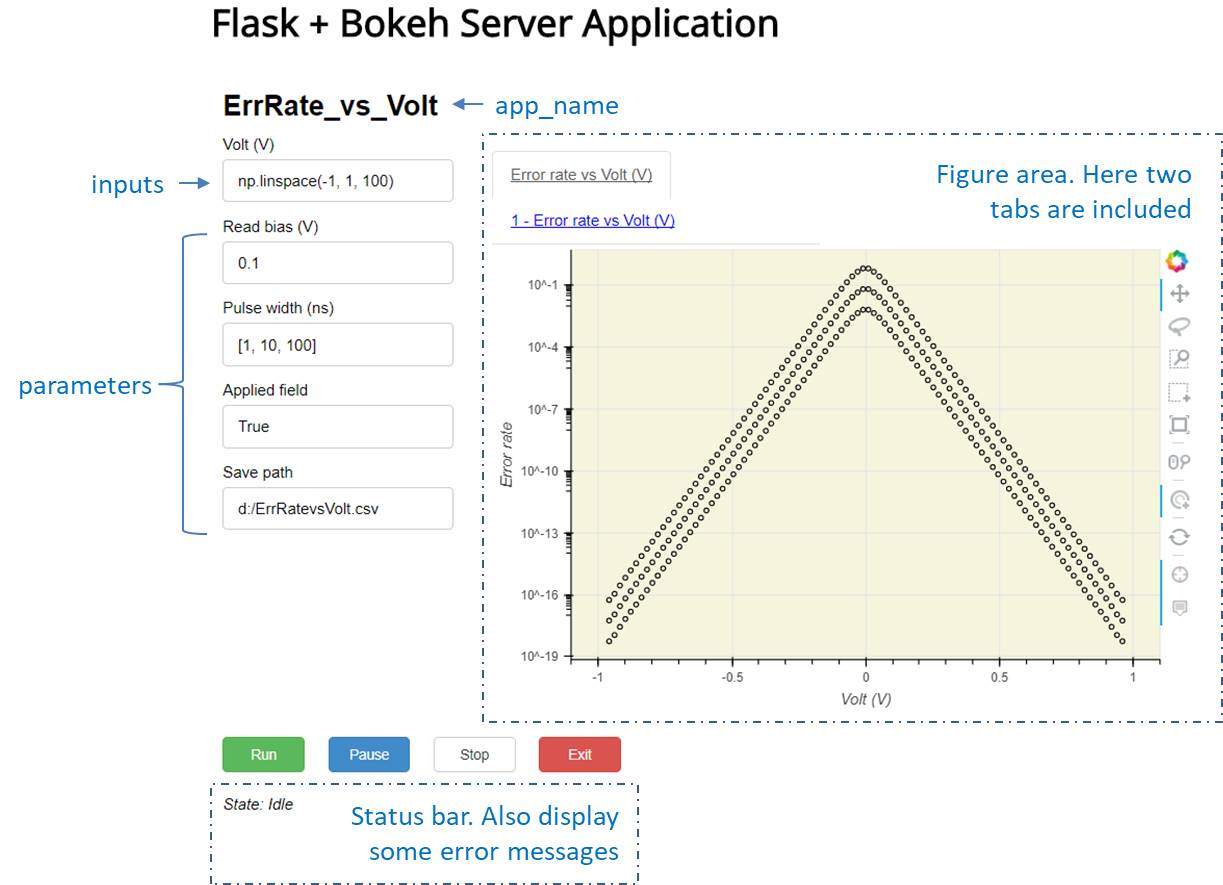 Flask + Bokeh Server Application
ErrRate_vs_Volt
app_name
Volt (V)
inputs
np.linspace(-1, 1, 100)
Read bias (V)
0.1
Pulse width (ns)
[1, 10, 100]
parameters
Applied field
True
Save path
d:/ErrRatevsVolt.csv
Error rate vs Volt (V)
1 - Error rate vs Volt (V)
Figure area. Here two
tabs are included
10^-1
10^-4
10^-7
10^-10
10^-13
10^-16
10^-19
Error rate
-1
-0.5
0
0.5
1
Volt (V)
Run
Pause
Stop
Exit
State: Idle
Status bar. Also display
some error messages